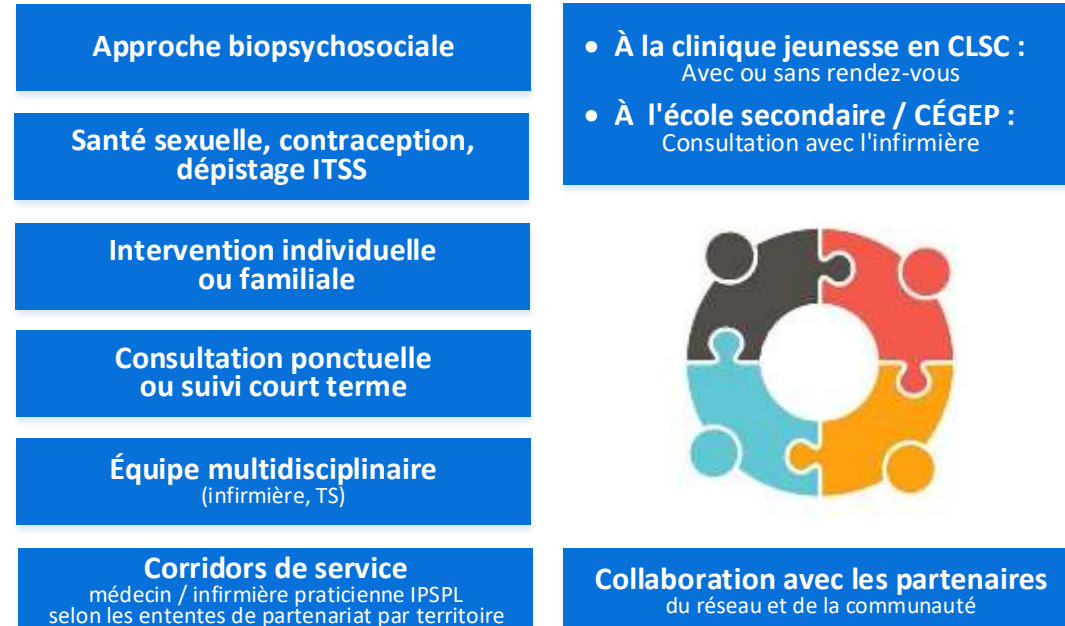 Approche biopsychosociale
Santé sexuelle, contraception,
dépistage ITSS
Intervention individuelle
ou familiale
Consultation ponctuelle
ou suivi court terme
Équipe multidisciplinaire
(infirmière, TS)
Corridors de service
médecin / infirmière praticienne IPSPL
selon les ententes de partenariat par territoire
• À la clinique jeunesse en CLSC :
Avec ou sans rendez-vous
• À l'école secondaire / CÉGEP :
Consultation avec l'infirmière
Collaboration avec les partenaires
du réseau et de la communauté